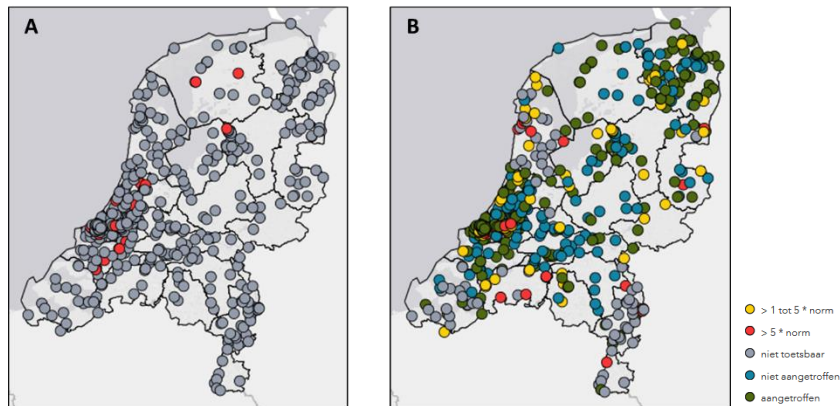 A
B
> 1 tot 5 * norm
> 5 * norm
niet toetsbaar
niet aangetroffen
aangetroffen